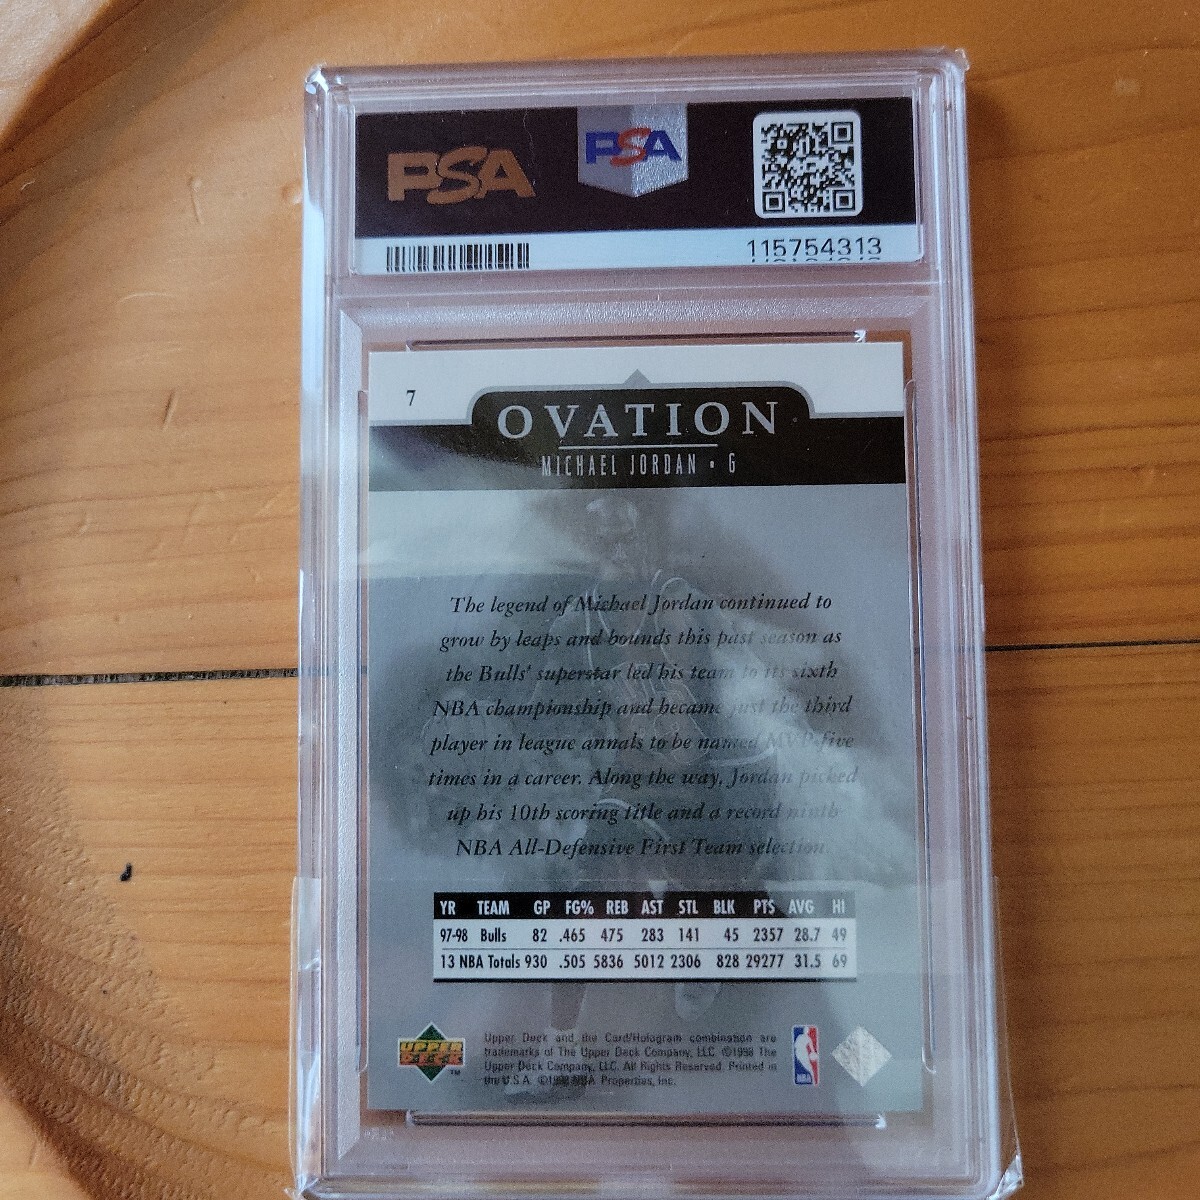 PSA
PSA
115754313
7
OVATION
MICHAEL JORDAN • G
The legend of Michael Jordan continued to
grow by leaps and bounds this past season as
the Bulls' superstar led his team to its sixth
NBA championship and became just the third
player in league annals to be named MVP five
times in a career. Along the way, Jordan picked
up his 10th scoring title and a record ninth
NBA All-Defensive First Team selection.
YR TEAM GP FG% REB AST STL BLK PTS AVG HI
97-98 Bulls 82 .465 475 283 141 45 2357 28.7 49
13 NBA Totals 930 .505 5836 5012 2306 828 29277 31.5 69
UPPER
DECK
TM
Upper Deck and the Card/Hologram combination are
trademarks of The Upper Deck Company, LLC. ©1998 The
Upper Deck Company, LLC. All Rights Reserved. Printed in
the U.S.A. ©1998 NBA Properties, Inc.
NBA